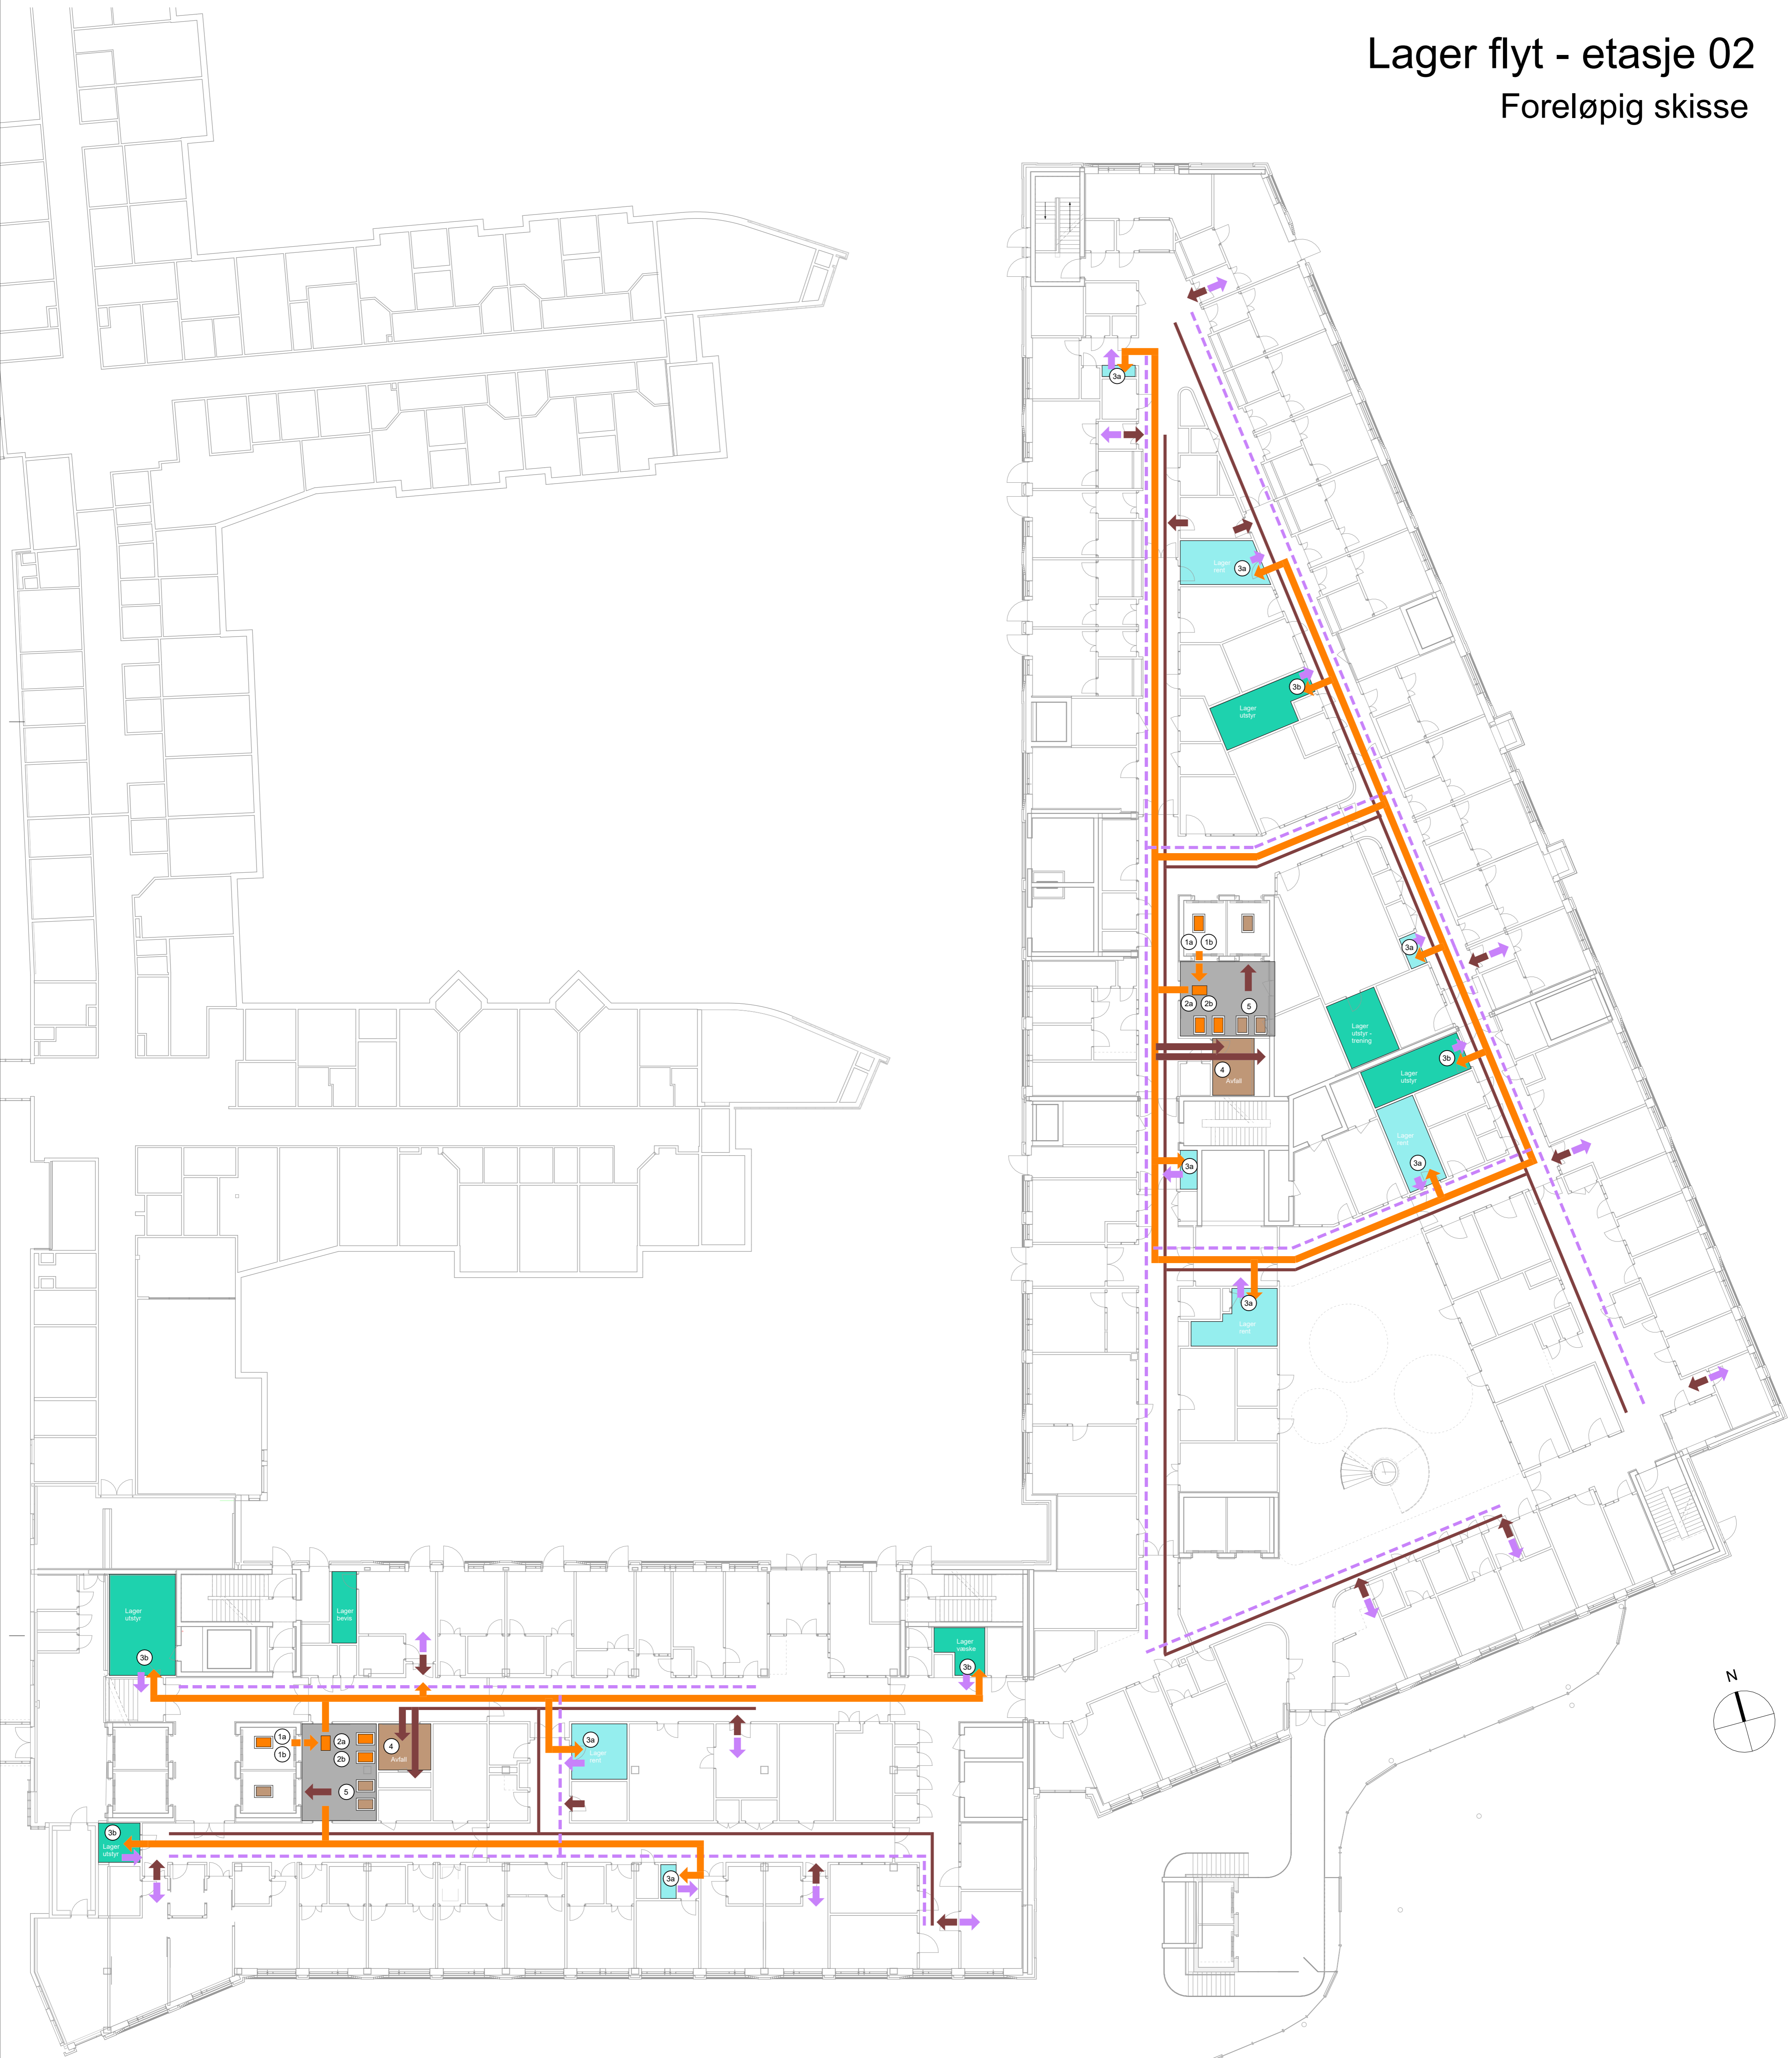 Lager flyt - etasje 02
Foreløpig skisse
3a
Lager
rent
3a
3b
Lager
utstyr
1a
1b
3a
2a
2b
5
Lager
utstyr -
trening
3b
Lager
utstyr
4
Avfall
Lager
rent
3a
3a
3a
Lager
rent
Lager
utstyr
3b
Lager
bevis
Lager
væske
3b
N
1a
1b
2a
2b
4
Avfall
5
3a
Lager
rent
3b
Lager
utstyr
3a